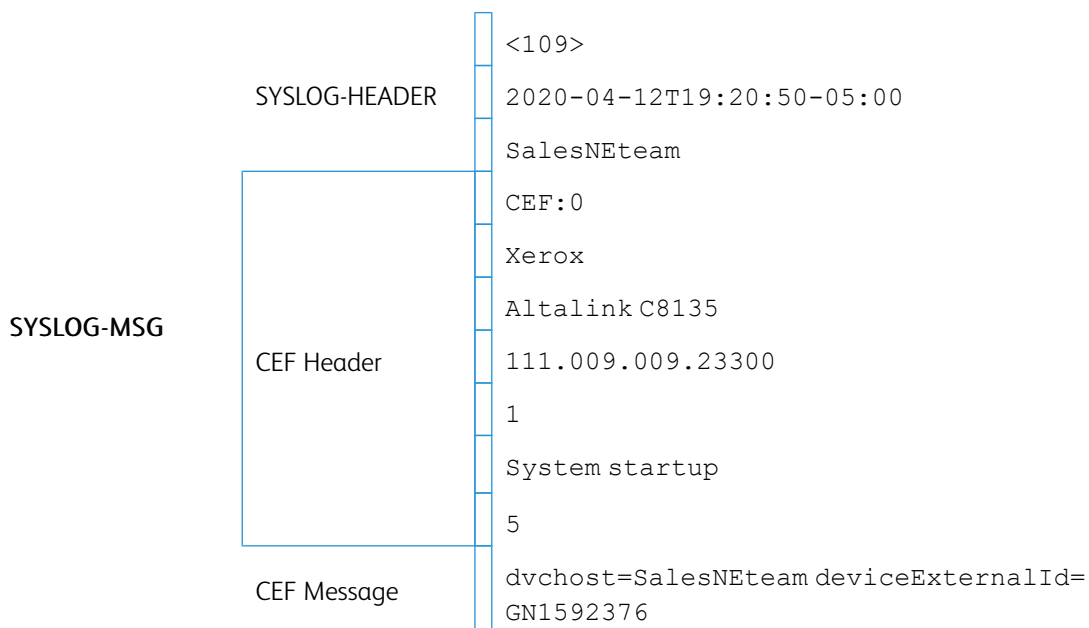 <109>
SYSLOG-HEADER
2020-04-12T19:20:50-05:00
SalesNEteam
CEF:0
Xerox
Altalink C8135
SYSLOG-MSG
CEF Header
111.009.009.23300
1
System startup
5
CEF Message
dvchost=SalesNEteam deviceExternalId=
GN1592376